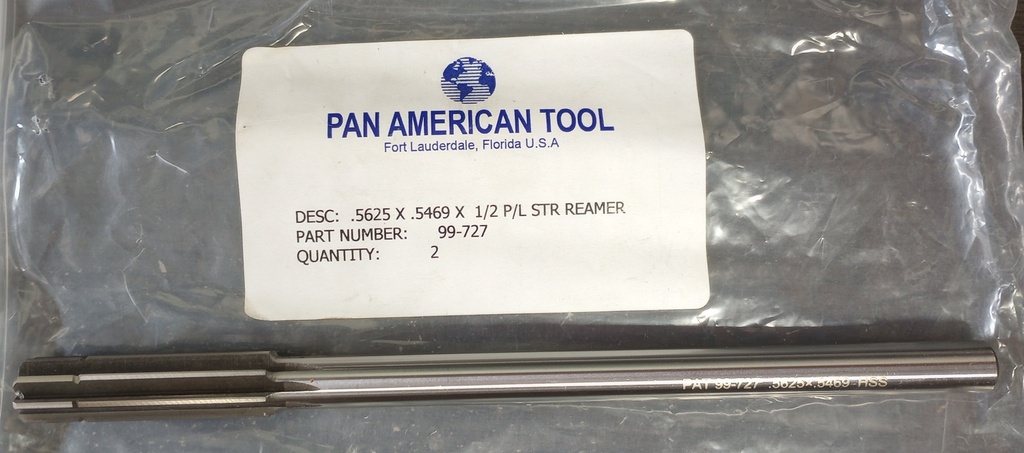 PAN AMERICAN TOOL
Fort Lauderdale, Florida U.S.A
DESC: .5625 X .5469 X 1/2 P/L STR REAMER
PART NUMBER: 99-727
QUANTITY: 2
PAT 99-727 .5625×.5469 HSS